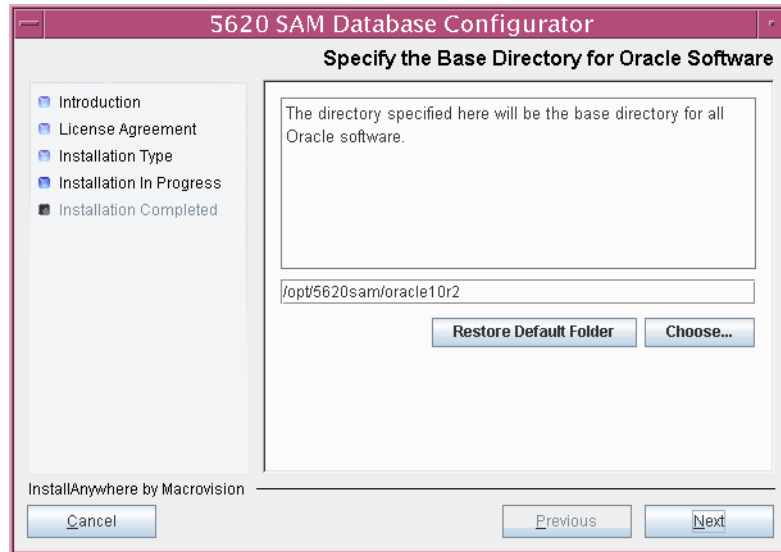 5620 SAM Database Configurator
Specify the Base Directory for Oracle Software
Introduction
License Agreement
Installation Type
Installation In Progress
Installation Completed
The directory specified here will be the base directory for all
Oracle software.
/opt/5620sam/oracle10r2
Restore Default Folder
Choose...
InstallAnywhere by Macrovision
Cancel
Previous
Next